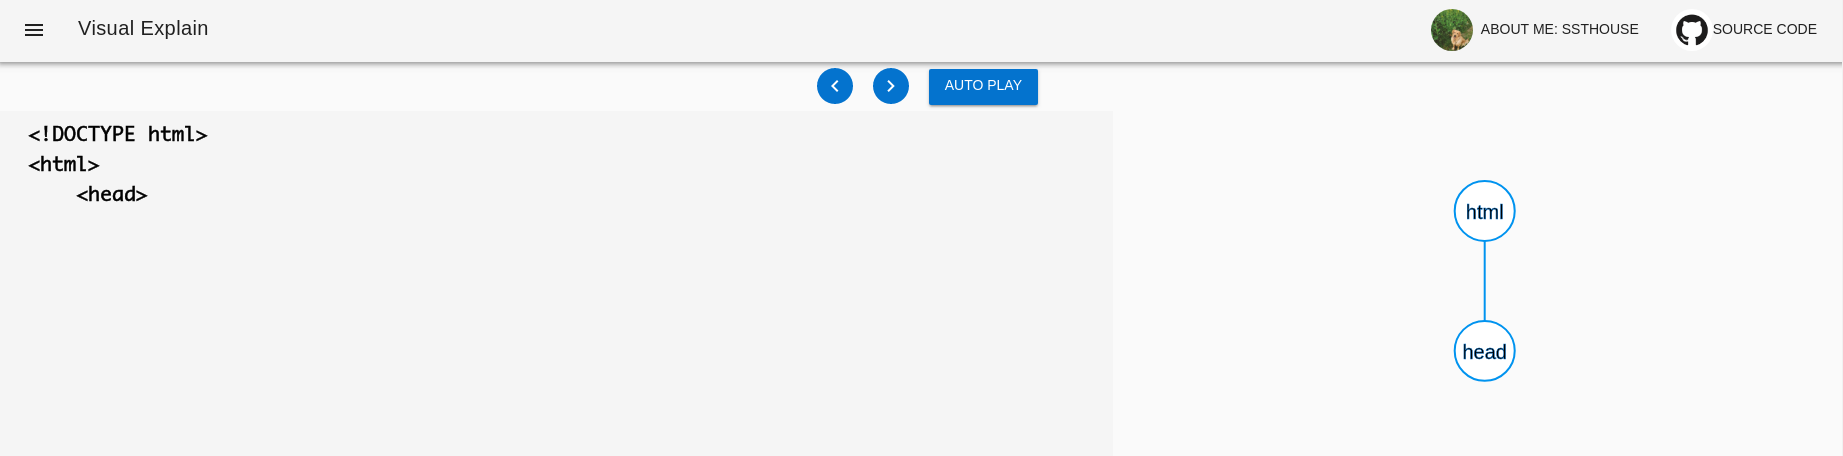 Visual Explain
ABOUT ME: SSTHOUSE
SOURCE CODE
AUTO PLAY
<!DOCTYPE html>
<html>
    <head>
html
head